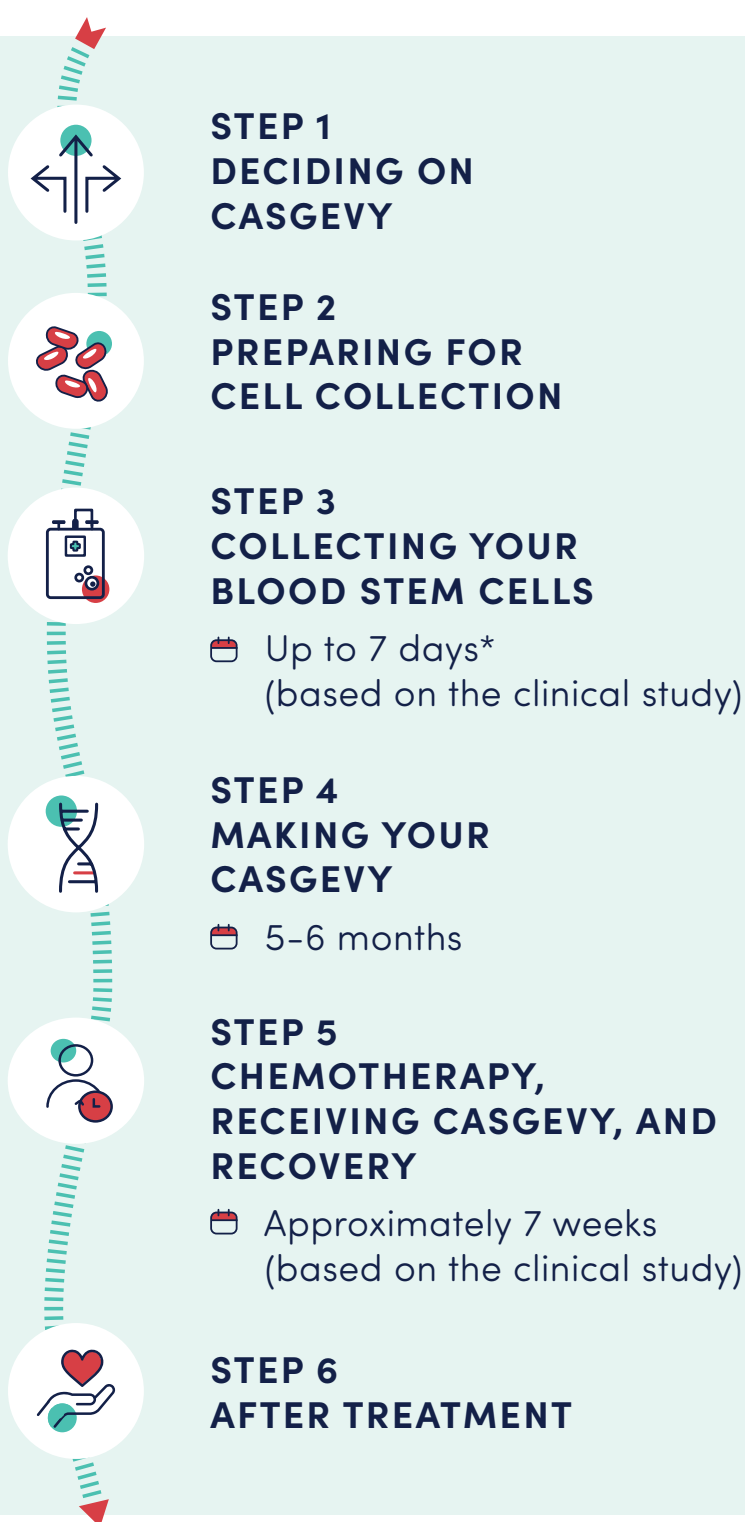 STEP 1
DECIDING ON
CASGEVY
STEP 2
PREPARING FOR
CELL COLLECTION
STEP 3
COLLECTING YOUR
BLOOD STEM CELLS
Up to 7 days*
(based on the clinical study)
STEP 4
MAKING YOUR
CASGEVY
5-6 months
STEP 5
CHEMOTHERAPY,
RECEIVING CASGEVY, AND
RECOVERY
Approximately 7 weeks
(based on the clinical study)
STEP 6
AFTER TREATMENT